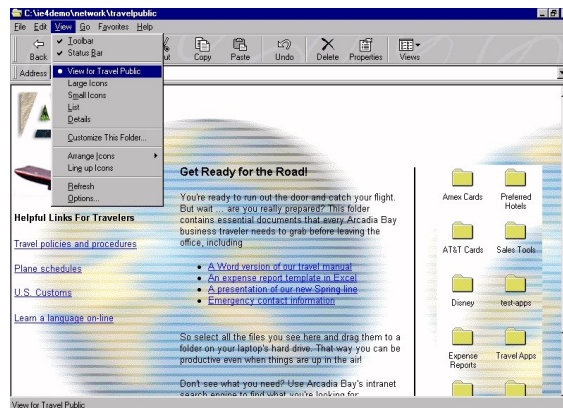 C:\ie4demo\network\travelpublic
File Edit View Go Favorites Help
Back
Copy Paste Undo Delete Properties Views
Address
Toolbar
Status Bar
View for Travel Public
Large Icons
Small Icons
List
Details
Customize This Folder...
Arrange Icons
Line up Icons
Refresh
Options...
Helpful Links For Travelers
Travel policies and procedures
Plane schedules
U.S. Customs
Learn a language on-line
Get Ready for the Road!
You're ready to run out the door and catch your flight.
But wait ... are you really prepared? This folder
contains essential documents that every Arcadia Bay
business traveler needs to grab before leaving the
office, including
A Word version of our travel manual
An expense report template in Excel
A presentation of our new Spring line
Emergency contact information
So select all the files you see here and drag them to a
folder on your laptop's hard drive. That way you can be
productive even when things are up in the air!
Don't see what you need? Use Arcadia Bay's intranet
search engine to find what you're looking for:
Amex Cards
Preferred
Hotels
AT&T Cards
Sales Tools
Disney
test-apps
Expense
Reports
Travel Apps
View for Travel Public